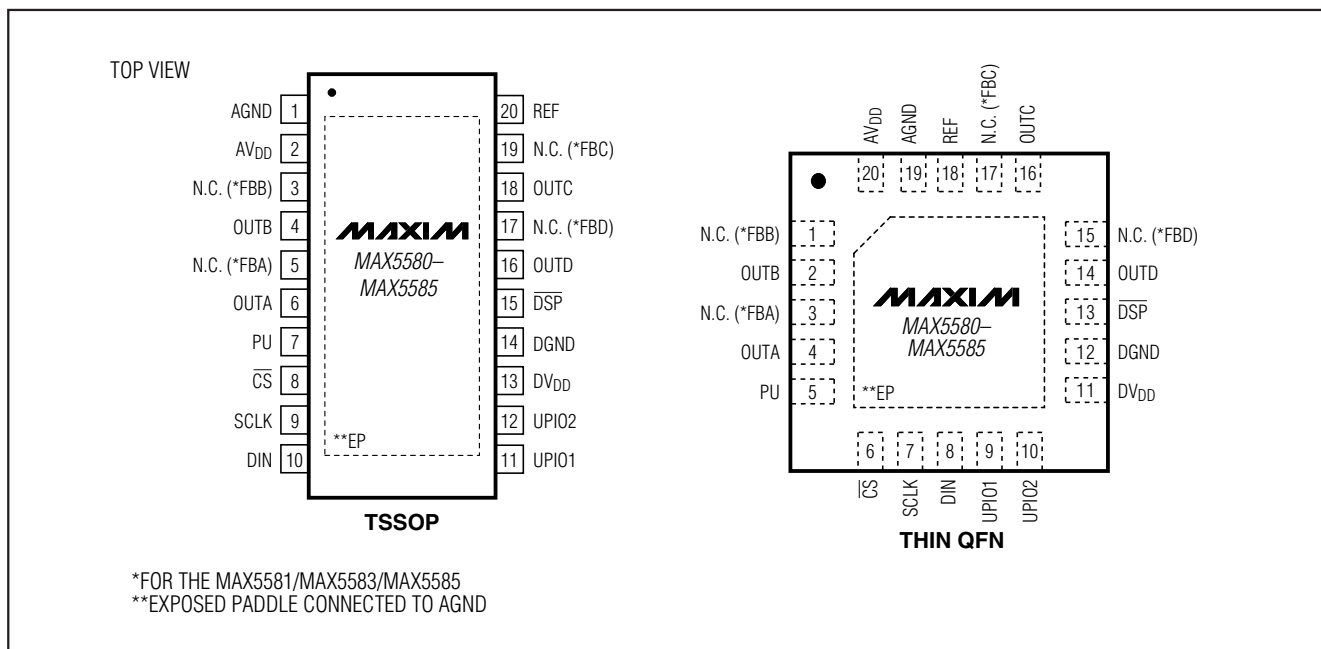 TOP VIEW
AGND 1
AVDD 2
N.C. (*FBB) 3
OUTB 4
N.C. (*FBA) 5
OUTA 6
PU 7
CS 8
SCLK 9
DIN 10
20 REF
19 N.C. (*FBC)
18 OUTC
17 N.C. (*FBD)
16 OUTD
15 DSP
14 DGND
13 DVDD
12 UPIO2
11 UPIO1
MAXIM
MAX5580–
MAX5585
**EP
TSSOP
AVDD
AGND
REF
N.C. (*FBC)
OUTC
20 19 18 17 16
N.C. (*FBB) 1
OUTB 2
N.C. (*FBA) 3
OUTA 4
PU 5
15 N.C. (*FBD)
14 OUTD
13 DSP
12 DGND
11 DVDD
MAXIM
MAX5580–
MAX5585
**EP
6 7 8 9 10
CS
SCLK
DIN
UPIO1
UPIO2
THIN QFN
*FOR THE MAX5581/MAX5583/MAX5585
**EXPOSED PADDLE CONNECTED TO AGND